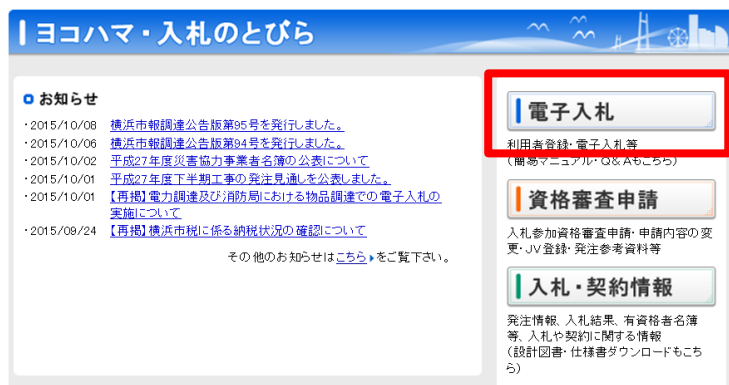 ヨコハマ・入札のとびら
お知らせ
・2015/10/08 横浜市報調達公告版第95号を発行しました。
・2015/10/06 横浜市報調達公告版第94号を発行しました。
・2015/10/02 平成27年度災害協力事業者名簿の公表について
・2015/10/01 平成27年度下半期工事の発注見通しを公表しました。
・2015/10/01 【再掲】電力調達及び消防局における物品調達での電子入札の
実施について
・2015/09/24 【再掲】横浜市税に係る納税状況の確認について
その他のお知らせはこちら▶をご覧下さい。
電子入札
利用者登録・電子入札等
(簡易マニュアル・Q&Aもこちら)
資格審査申請
入札参加資格審査申請・申請内容の変
更・JV登録・発注参考資料等
入札・契約情報
発注情報、入札結果、有資格者名簿
等、入札や契約に関する情報
(設計図書・仕様書ダウンロードもこち
ら)